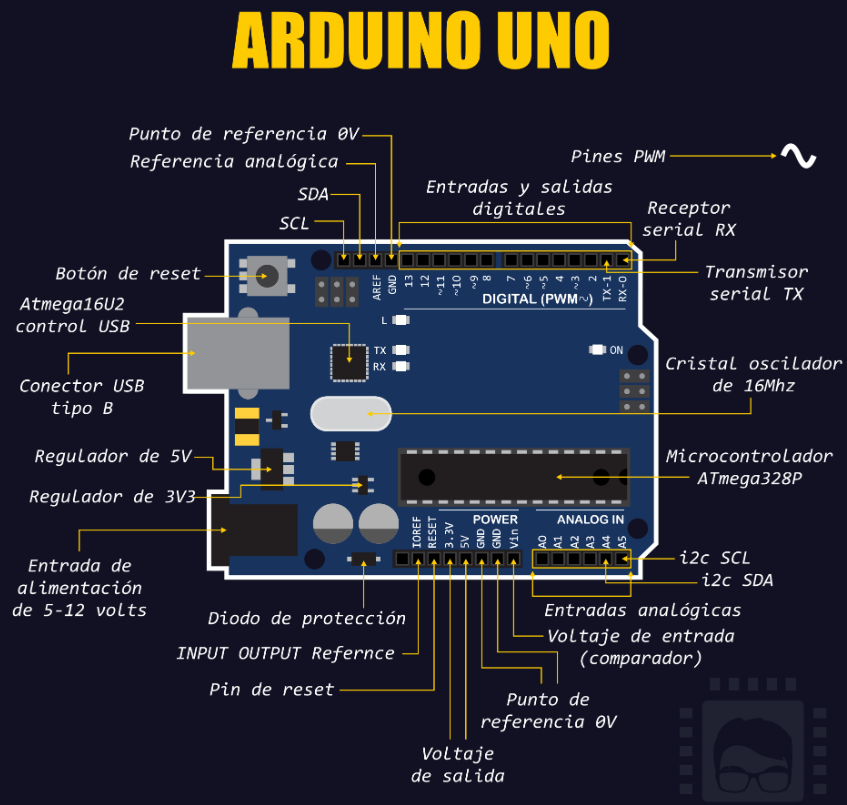 ARDUINO UNO
Punto de referencia 0V
Referencia analógica
SDA
SCL
Pines PWM
Entradas y salidas
digitales
Receptor
serial RX
Transmisor
serial TX
Botón de reset
Atmega16U2
control USB
Conector USB
tipo B
Regulador de 5V
Regulador de 3V3
Entrada de
alimentación
de 5-12 volts
AREF
GND
13
12
~11
~10
~9
8
7
~6
~5
4
~3
2
TX-1
RX-0
DIGITAL (PWM~)
L
TX
RX
ON
Cristal oscilador
de 16Mhz
Microcontrolador
ATmega328P
POWER
ANALOG IN
IOREF
RESET
3.3V
5V
GND
GND
Vin
A0
A1
A2
A3
A4
A5
i2c SCL
i2c SDA
Diodo de protección
INPUT OUTPUT Refernce
Pin de reset
Entradas analógicas
Voltaje de entrada
(comparador)
Punto de
referencia 0V
Voltaje
de salida